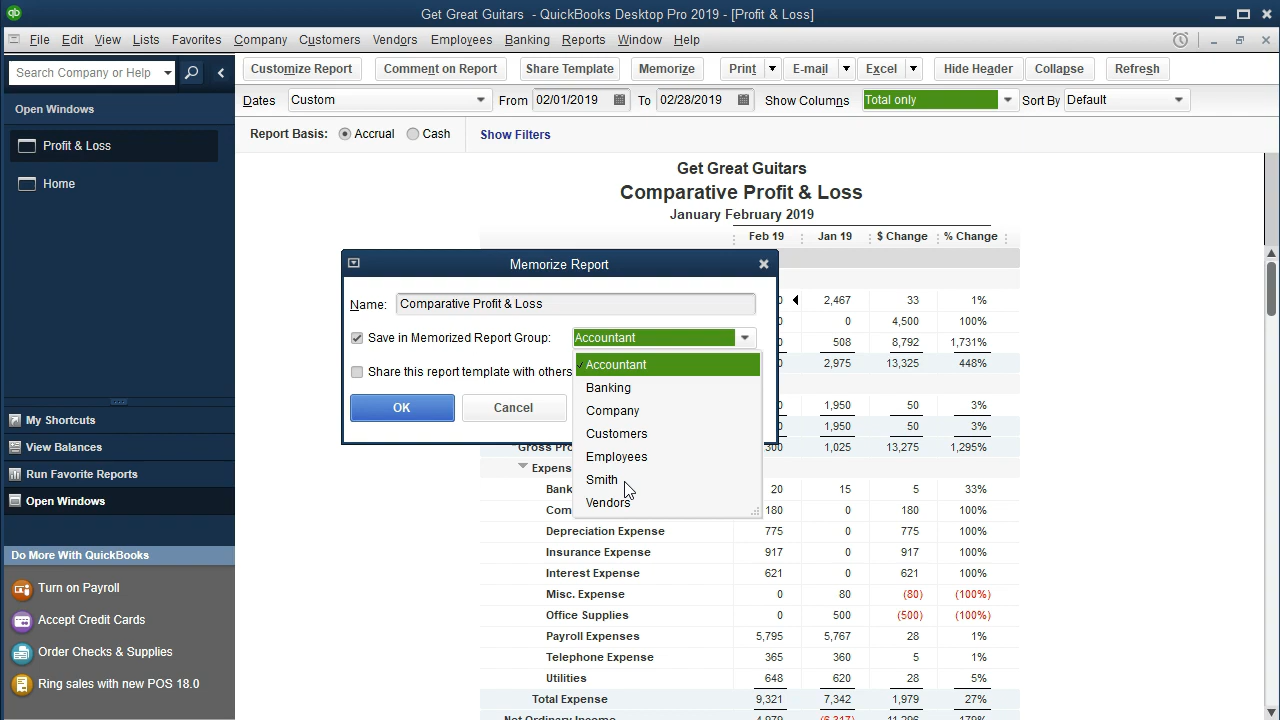 Get Great Guitars - QuickBooks Desktop Pro 2019 - [Profit & Loss]
File Edit View Lists Favorites Company Customers Vendors Employees Banking Reports Window Help
Search Company or Help
Customize Report Comment on Report Share Template Memorize Print E-mail Excel Hide Header Collapse Refresh
Dates Custom From 02/01/2019 To 02/28/2019 Show Columns Total only Sort By Default
Report Basis: Accrual Cash Show Filters
Open Windows
Profit & Loss
Home
My Shortcuts
View Balances
Run Favorite Reports
Open Windows
Do More With QuickBooks
Turn on Payroll
Accept Credit Cards
Order Checks & Supplies
Ring sales with new POS 18.0
Get Great Guitars
Comparative Profit & Loss
January February 2019
Feb 19 Jan 19 $ Change % Change
0 2,467 33 1%
0 4,500 100%
508 8,792 1,731%
2,975 13,325 448%
1,950 50 3%
1,950 50 3%
1,025 13,275 1,295%
Expens
20 15 5 33%
180 0 180 100%
Depreciation Expense 775 0 775 100%
Insurance Expense 917 0 917 100%
Interest Expense 621 0 621 100%
Misc. Expense 0 80 (80) (100%)
Office Supplies 0 500 (500) (100%)
Payroll Expenses 5,795 5,767 28 1%
Telephone Expense 365 360 5 1%
Utilities 648 620 28 5%
Total Expense 9,321 7,342 1,979 27%
Net Ordinary Income 4,979 (6,317) 11,296 179%
Memorize Report
Name: Comparative Profit & Loss
Save in Memorized Report Group: Accountant
Share this report template with others
OK Cancel
Accountant
Banking
Company
Customers
Employees
Smith
Vendors